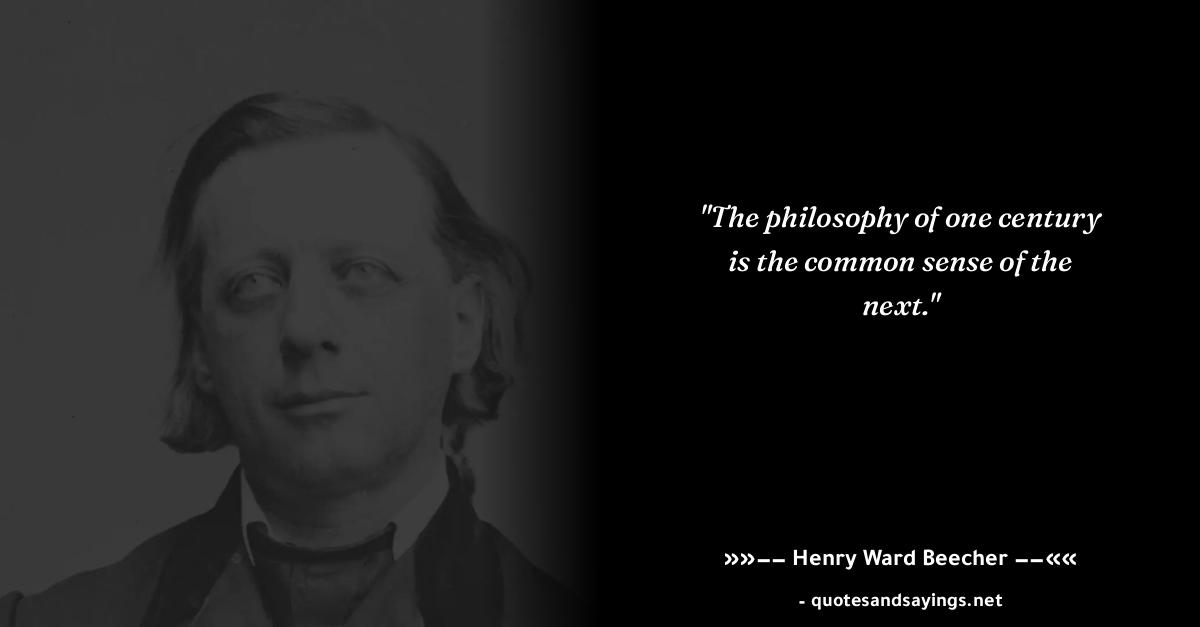 "The philosophy of one century
is the common sense of the
next."
»»−− Henry Ward Beecher −−««
- quotesandsayings.net